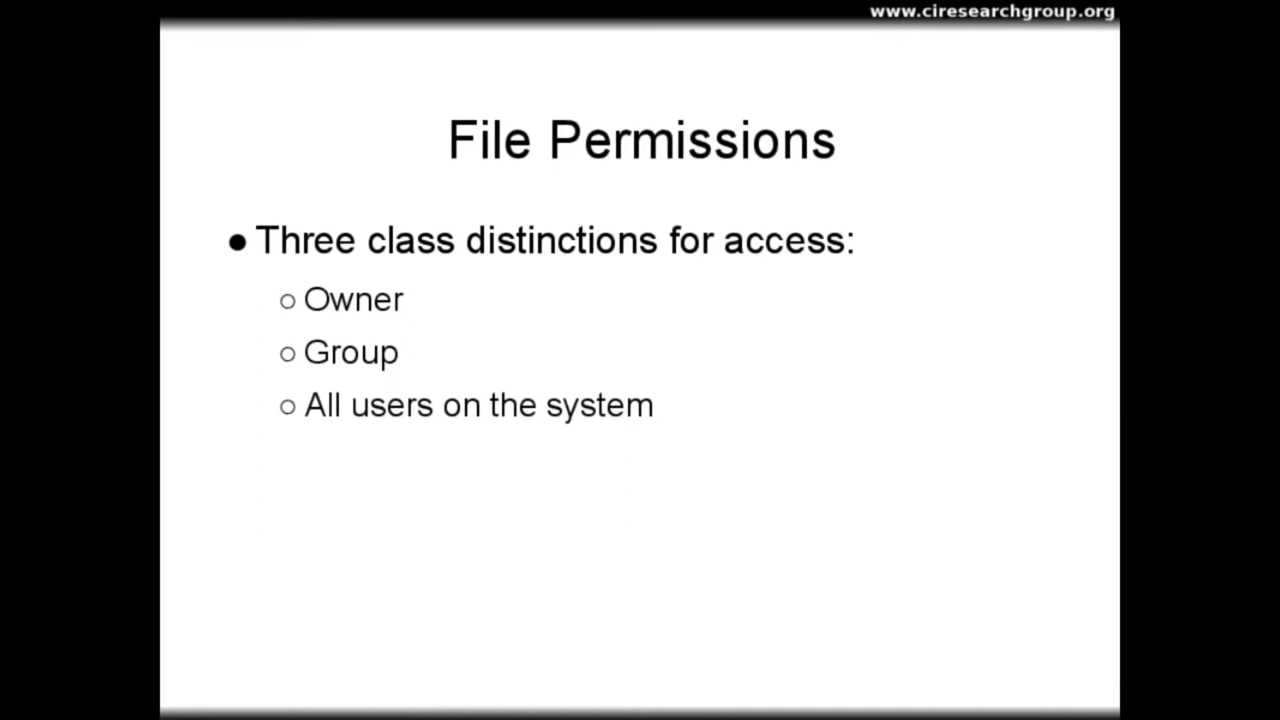 www.ciresearchgroup.org
File Permissions
● Three class distinctions for access:
○ Owner
○ Group
○ All users on the system